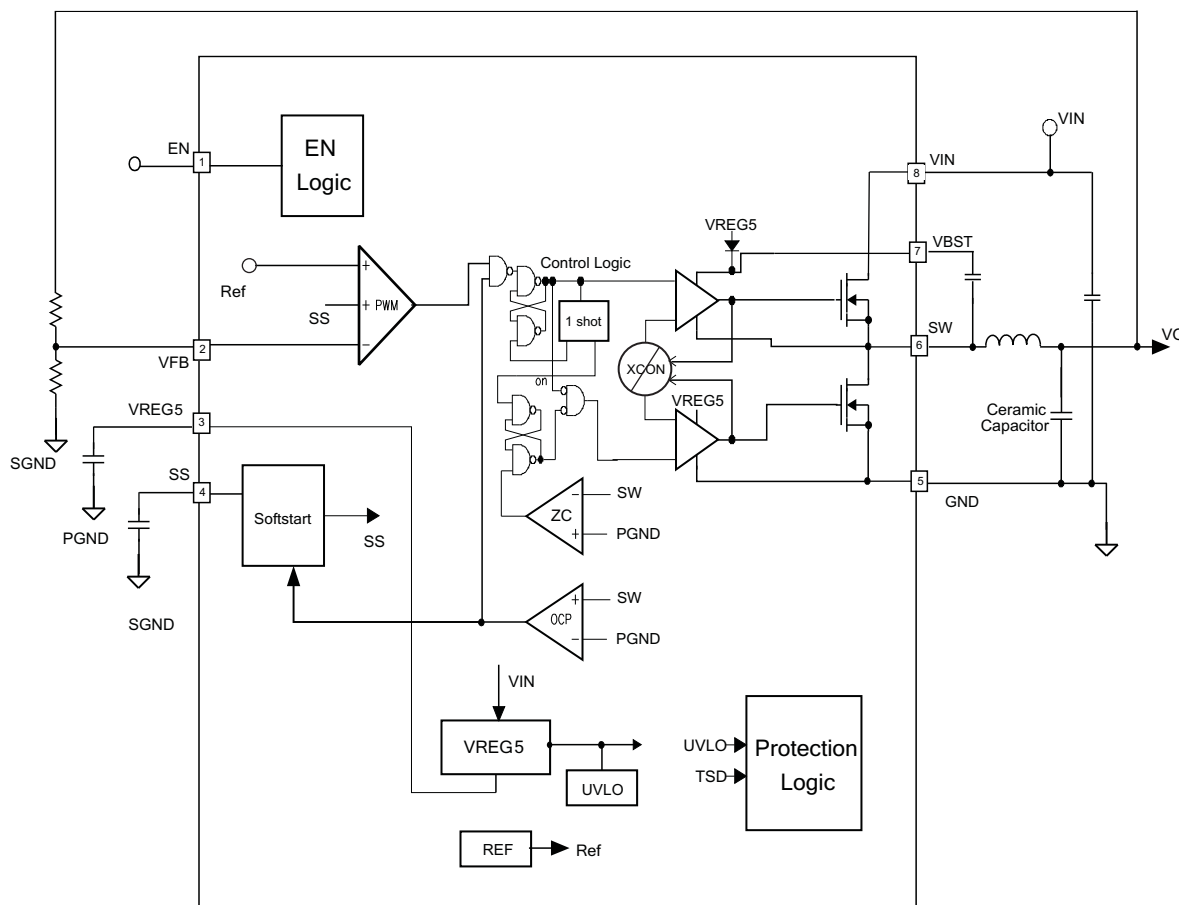 VIN
EN
1
EN
Logic
VIN
8
VREG5
VBST
7
Control Logic
Ref
+
+
−
PWM
SS
1 shot
SW
6
VFB
2
XCON
on
VREG5
VREG5
3
Ceramic
Capacitor
SGND
SS
4
Softstart
SS
PGND
SGND
−
+
ZC
SW
PGND
5
GND
+
−
OCP
SW
PGND
VIN
VREG5
UVLO
UVLO
TSD
Protection
Logic
REF
Ref